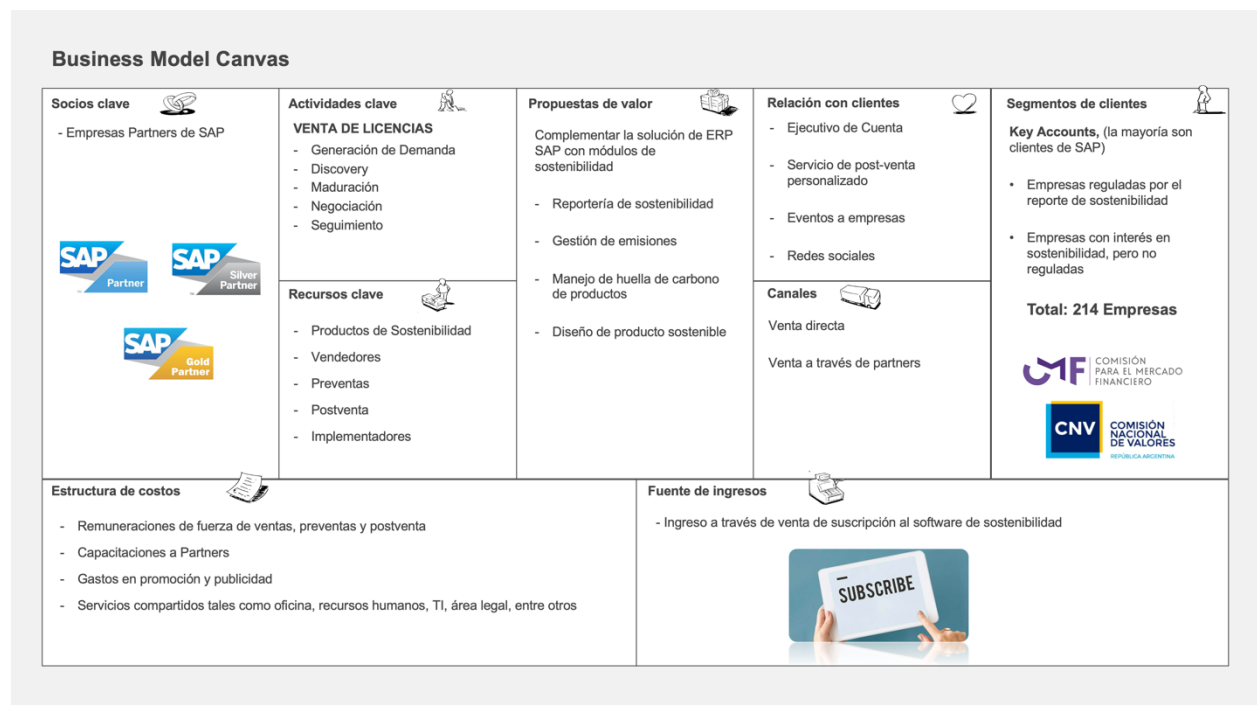 Business Model Canvas
Socios clave
- Empresas Partners de SAP
SAP
Partner
SAP
Silver
Partner
SAP
Gold
Partner
Actividades clave
VENTA DE LICENCIAS
- Generación de Demanda
- Discovery
- Maduración
- Negociación
- Seguimiento
Recursos clave
- Productos de Sostenibilidad
- Vendedores
- Preventas
- Postventa
- Implementadores
Propuestas de valor
Complementar la solución de ERP
SAP con módulos de
sostenibilidad
- Reportería de sostenibilidad
- Gestión de emisiones
- Manejo de huella de carbono
de productos
- Diseño de producto sostenible
Relación con clientes
- Ejecutivo de Cuenta
- Servicio de post-venta
personalizado
- Eventos a empresas
- Redes sociales
Canales
Venta directa
Venta a través de partners
Segmentos de clientes
Key Accounts, (la mayoría son
clientes de SAP)
• Empresas reguladas por el
reporte de sostenibilidad
• Empresas con interés en
sostenibilidad, pero no
reguladas
Total: 214 Empresas
CMF
COMISIÓN
PARA EL MERCADO
FINANCIERO
CNV
COMISIÓN
NACIONAL
DE VALORES
REPÚBLICA ARGENTINA
Estructura de costos
- Remuneraciones de fuerza de ventas, preventas y postventa
- Capacitaciones a Partners
- Gastos en promoción y publicidad
- Servicios compartidos tales como oficina, recursos humanos, TI, área legal, entre otros
Fuente de ingresos
- Ingreso a través de venta de suscripción al software de sostenibilidad
SUBSCRIBE